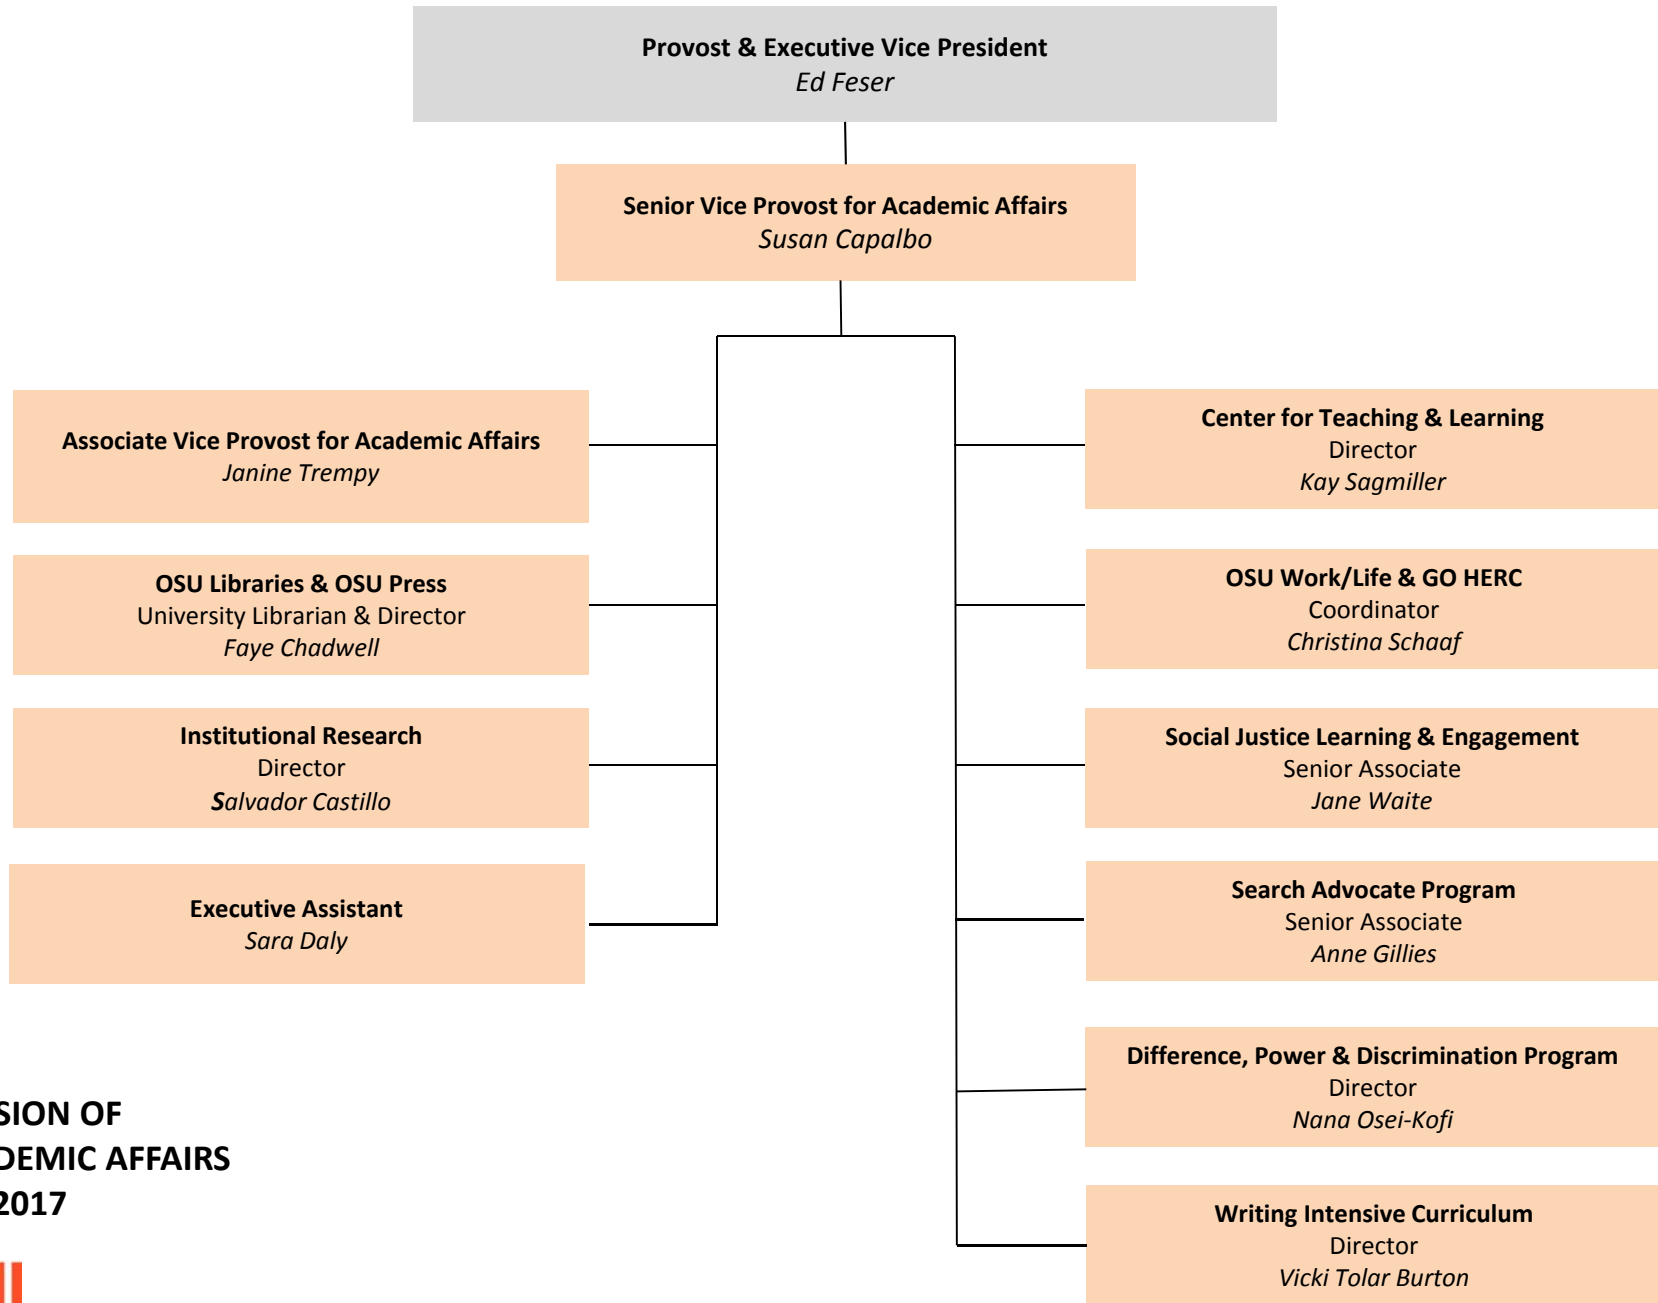 Provost & Executive Vice President
Ed Feser
Senior Vice Provost for Academic Affairs
Susan Capalbo
Associate Vice Provost for Academic Affairs
Janine Trempy
OSU Libraries & OSU Press
University Librarian & Director
Faye Chadwell
Institutional Research
Director
Salvador Castillo
Executive Assistant
Sara Daly
Center for Teaching & Learning
Director
Kay Sagmiller
OSU Work/Life & GO HERC
Coordinator
Christina Schaaf
Social Justice Learning & Engagement
Senior Associate
Jane Waite
Search Advocate Program
Senior Associate
Anne Gillies
Difference, Power & Discrimination Program
Director
Nana Osei-Kofi
Writing Intensive Curriculum
Director
Vicki Tolar Burton
SION OF
DEMIC AFFAIRS
2017